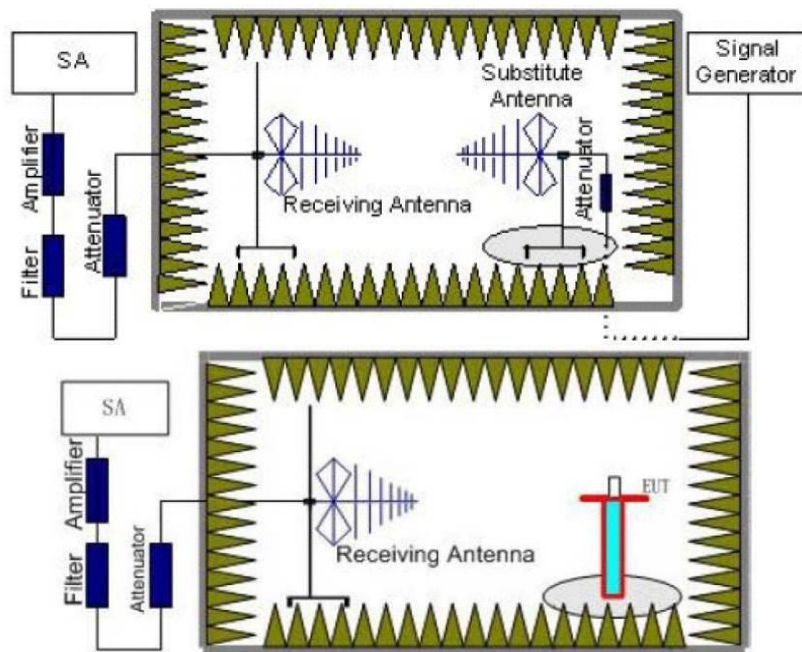 SA
Amplifier
Filter
Attenuator
Receiving Antenna
Substitute
Antenna
Attenuator
Signal
Generator
SA
Amplifier
Filter
Attenuator
Receiving Antenna
EUT